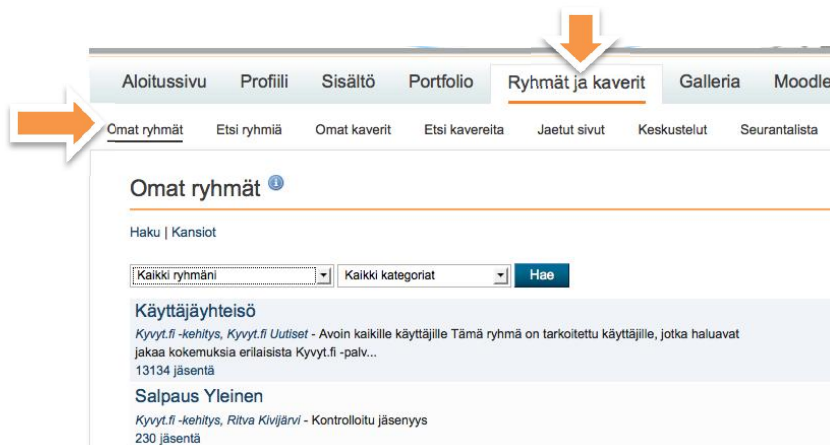 Aloitussivu Profiili Sisältö Portfolio Ryhmät ja kaverit Galleria Moodle
Omat ryhmät Etsi ryhmiä Omat kaverit Etsi kavereita Jaetut sivut Keskustelut Seurantalista
Omat ryhmät
Haku | Kansiot
Kaikki ryhmäni Kaikki kategoriat Hae
Käyttäjäyhteisö
Kyvyt.fi -kehitys, Kyvyt.fi Uutiset - Avoin kaikille käyttäjille Tämä ryhmä on tarkoitettu käyttäjille, jotka haluavat
jakaa kokemuksia erilaisista Kyvyt.fi -palv...
13134 jäsentä
Salpaus Yleinen
Kyvyt.fi -kehitys, Ritva Kivijärvi - Kontrolloitu jäsenyys
230 jäsentä